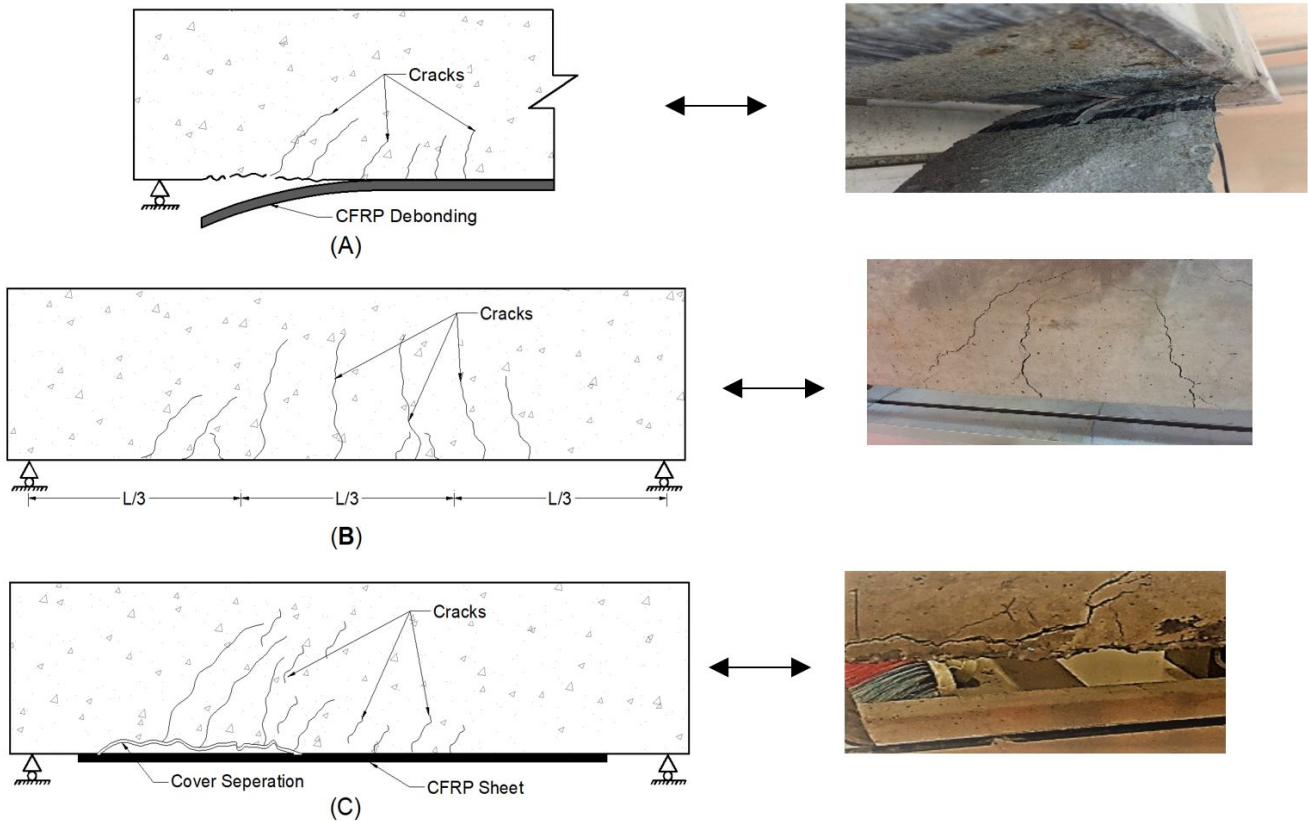 Cracks
CFRP Debonding
(A)
Cracks
L/3 L/3 L/3
(B)
Cracks
Cover Seperation
CFRP Sheet
(C)